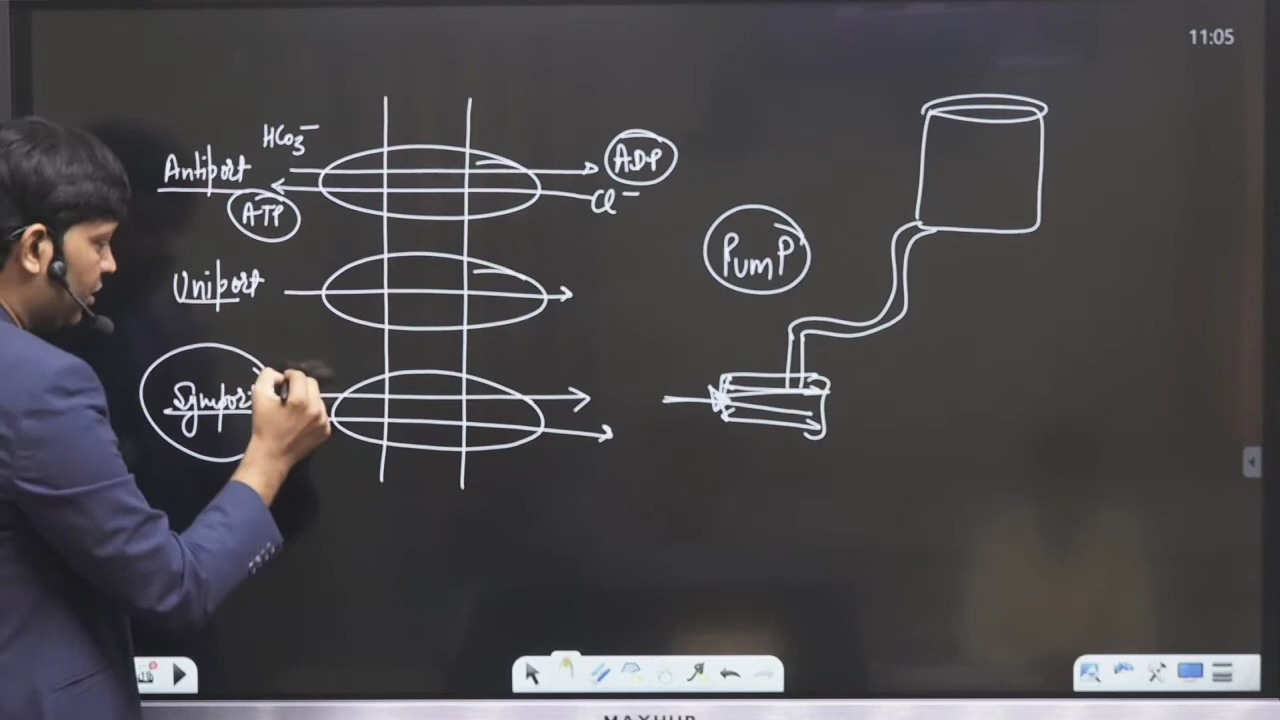 11:05
HCO3⁻
Antiport
ADP
Cl⁻
ATP
PumP
Uniport
Symport